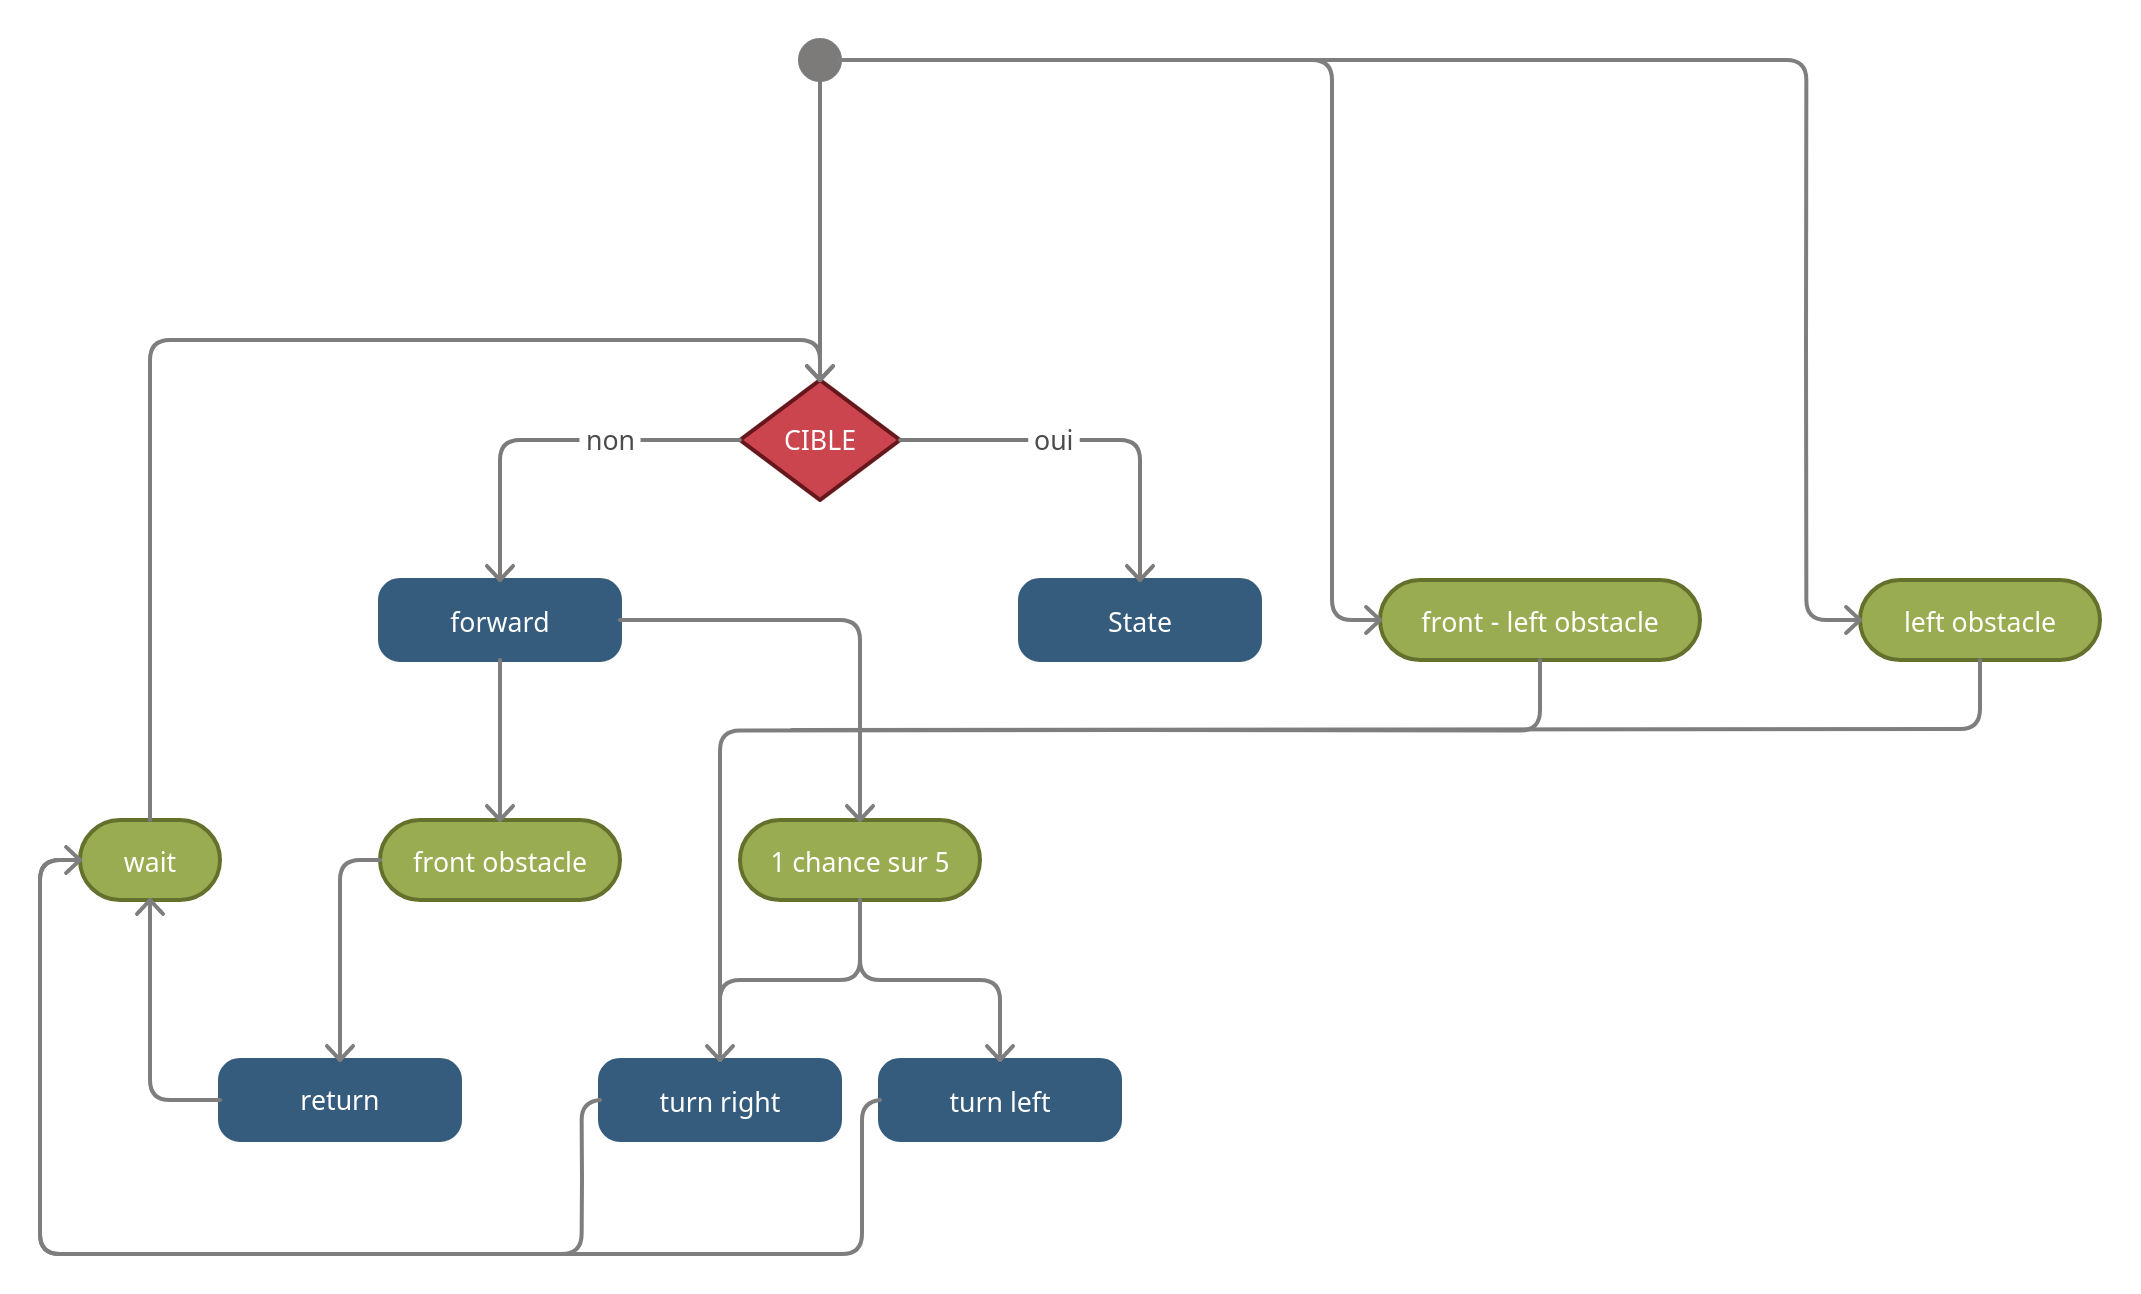 non
CIBLE
oui
forward
State
front - left obstacle
left obstacle
wait
front obstacle
1 chance sur 5
return
turn right
turn left